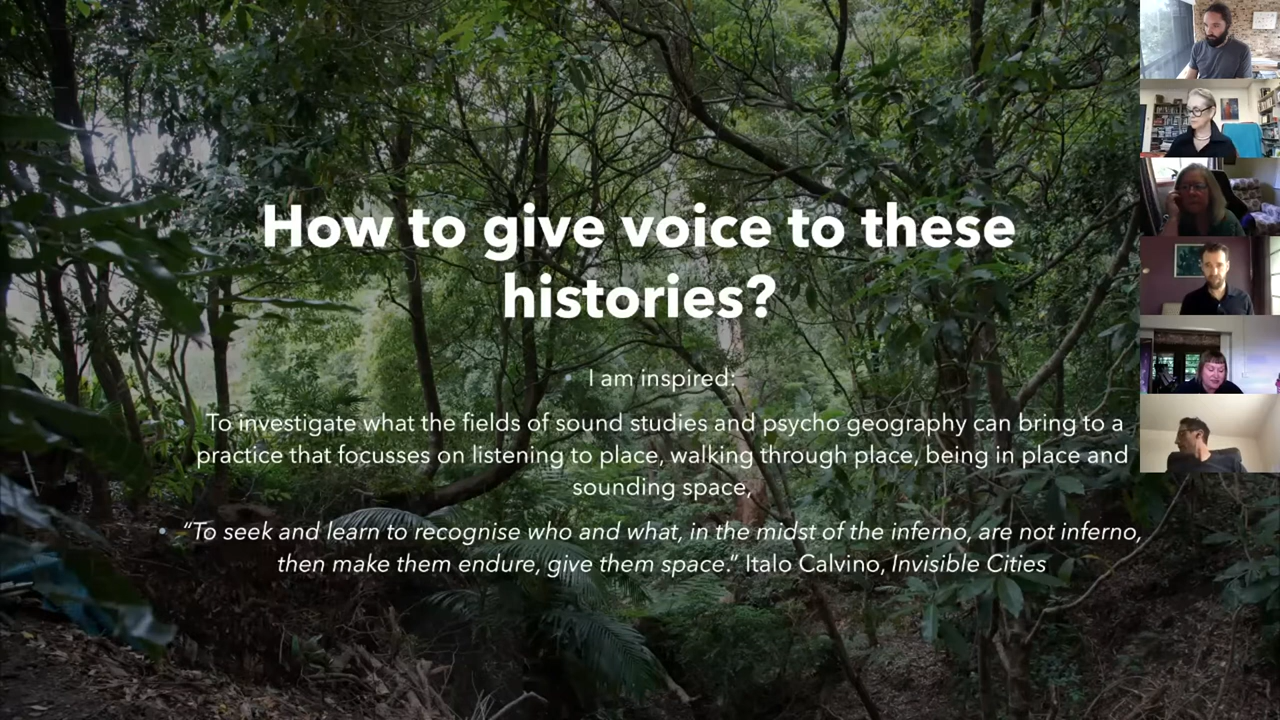 How to give voice to these
histories?
• I am inspired:
To investigate what the fields of sound studies and psycho geography can bring to a
practice that focusses on listening to place, walking through place, being in place and
sounding space,
• “To seek and learn to recognise who and what, in the midst of the inferno, are not inferno,
then make them endure, give them space.” Italo Calvino, Invisible Cities